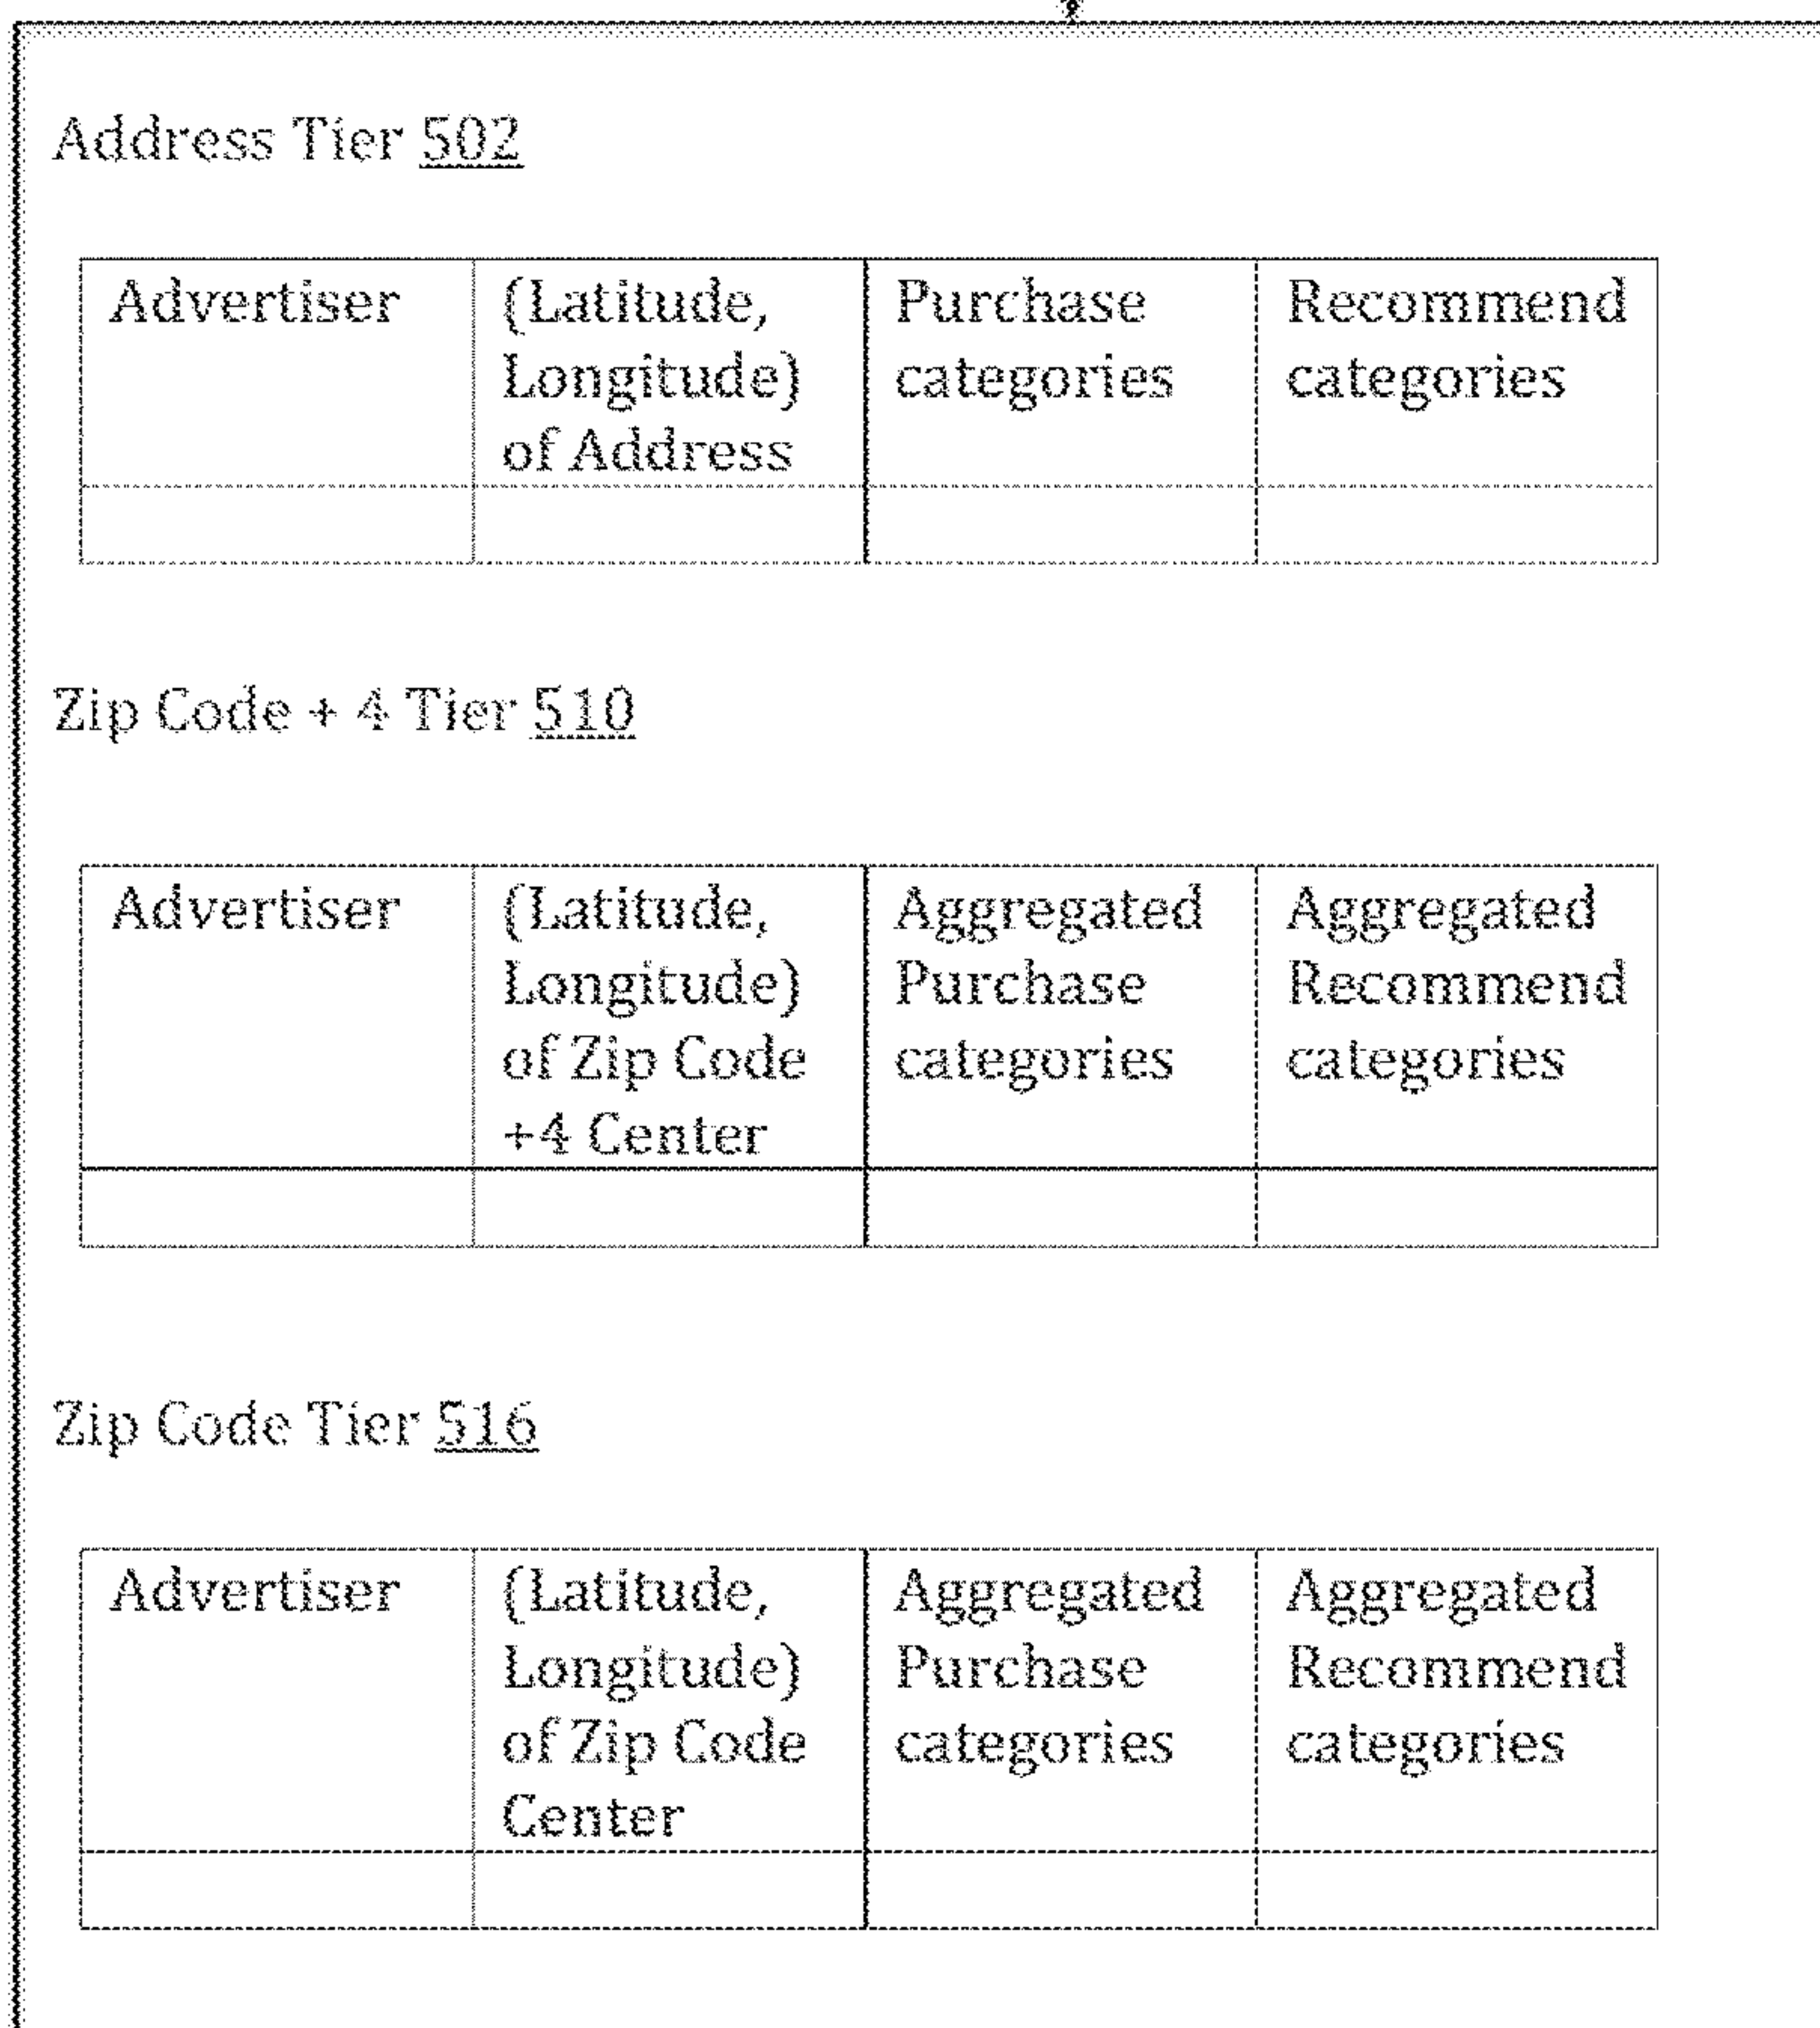 Address Tier 502
Advertiser
(Latitude,
Longitude)
of Address
Purchase
categories
Recommend
categories
Zip Code + 4 Tier 510
Advertiser
(Latitude,
Longitude)
of Zip Code
+4 Center
Aggregated
Purchase
categories
Aggregated
Recommend
categories
Zip Code Tier 516
Advertiser
(Latitude,
Longitude)
of Zip Code
Center
Aggregated
Purchase
categories
Aggregated
Recommend
categories